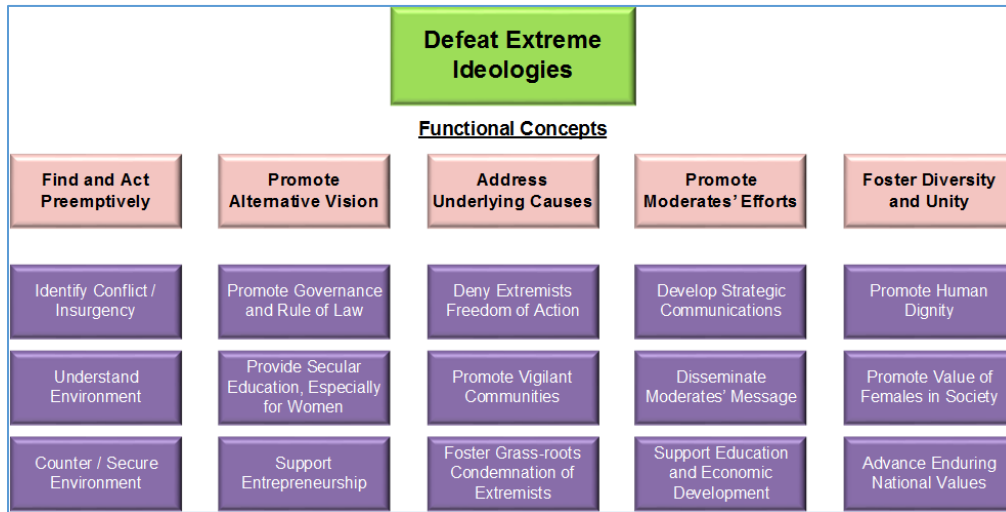 Defeat Extreme
Ideologies
Functional Concepts
Find and Act
Preemptively
Promote
Alternative Vision
Address
Underlying Causes
Promote
Moderates' Efforts
Foster Diversity
and Unity
Identify Conflict /
Insurgency
Promote Governance
and Rule of Law
Deny Extremists
Freedom of Action
Develop Strategic
Communications
Promote Human
Dignity
Understand
Environment
Provide Secular
Education, Especially
for Women
Promote Vigilant
Communities
Disseminate
Moderates' Message
Promote Value of
Females in Society
Counter / Secure
Environment
Support
Entrepreneurship
Foster Grass-roots
Condemnation of
Extremists
Support Education
and Economic
Development
Advance Enduring
National Values